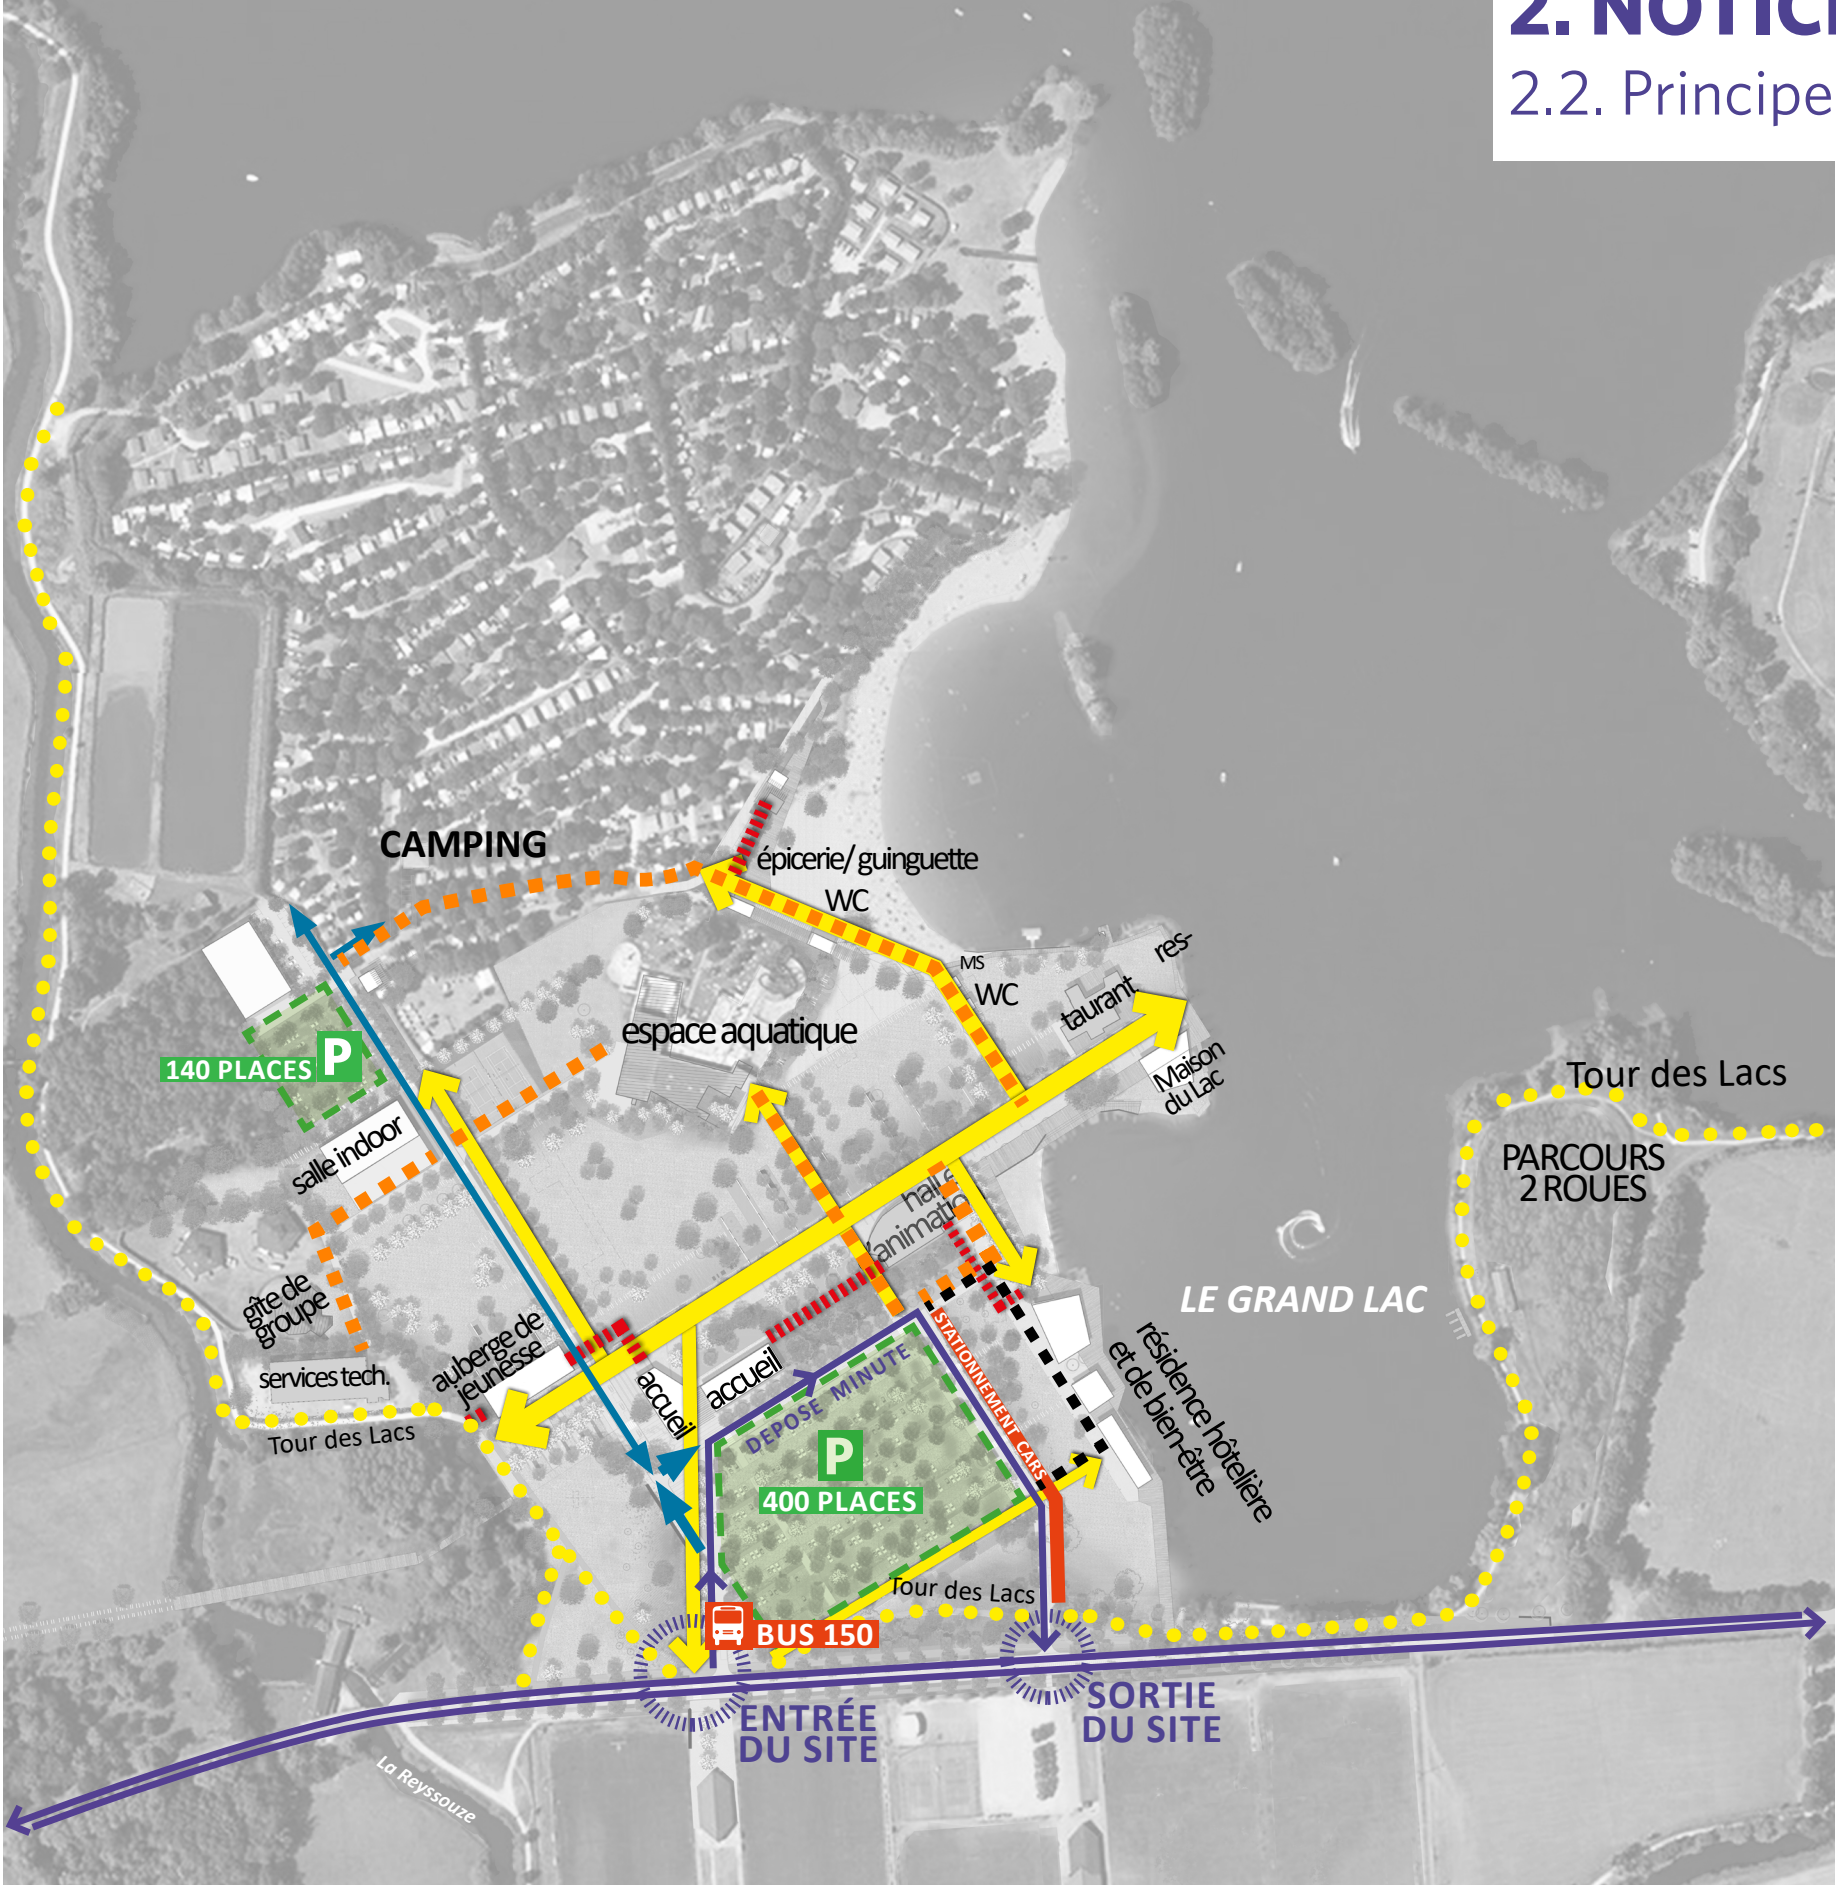 2. NOTIC
2.2. Principe
CAMPING
épicerie/ guinguette
WC
MS
WC
res-
taurant.
Maison
du Lac
espace aquatique
140 PLACES P
salle indoor
Tour des Lacs
PARCOURS
2 ROUES
halle
animatio
gîte de
groupe
LE GRAND LAC
auberge de
jeunesse
services tech.
accueil
accueil
DEPOSE MINUTE
STATIONNEMENT CARS
résidence hôtelière
et de bien-être
Tour des Lacs
P
400 PLACES
Tour des Lacs
BUS 150
ENTRÉE
DU SITE
SORTIE
DU SITE
La Reyssouze